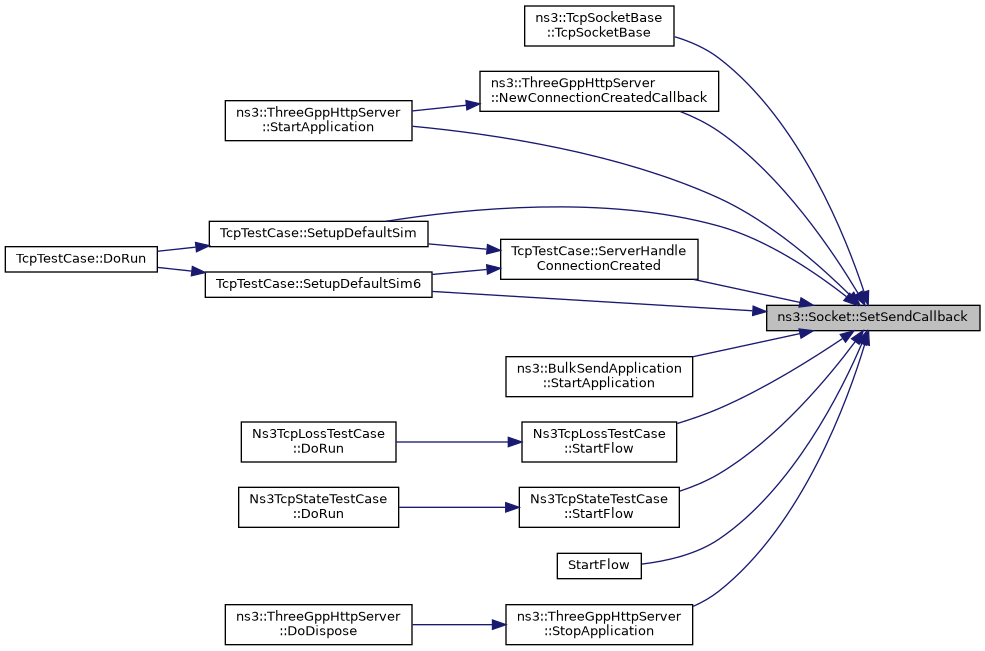 ns3::TcpSocketBase
::TcpSocketBase
ns3::ThreeGppHttpServer
::NewConnectionCreatedCallback
ns3::ThreeGppHttpServer
::StartApplication
TcpTestCase::SetupDefaultSim
TcpTestCase::ServerHandle
ConnectionCreated
TcpTestCase::DoRun
TcpTestCase::SetupDefaultSim6
ns3::Socket::SetSendCallback
ns3::BulkSendApplication
::StartApplication
Ns3TcpLossTestCase
::DoRun
Ns3TcpLossTestCase
::StartFlow
Ns3TcpStateTestCase
::DoRun
Ns3TcpStateTestCase
::StartFlow
StartFlow
ns3::ThreeGppHttpServer
::DoDispose
ns3::ThreeGppHttpServer
::StopApplication